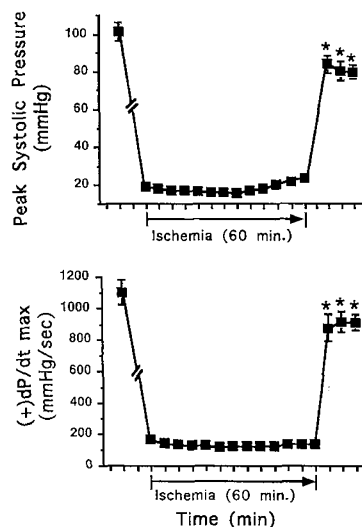 Peak Systolic Pressure
(mmHg)
100
80
60
40
20
* * *
Ischemia (60 min.)
(+)dP/dt max
(mmHg/sec)
1200
1000
800
600
400
200
0
* * *
Ischemia (60 min.)
Time (min)